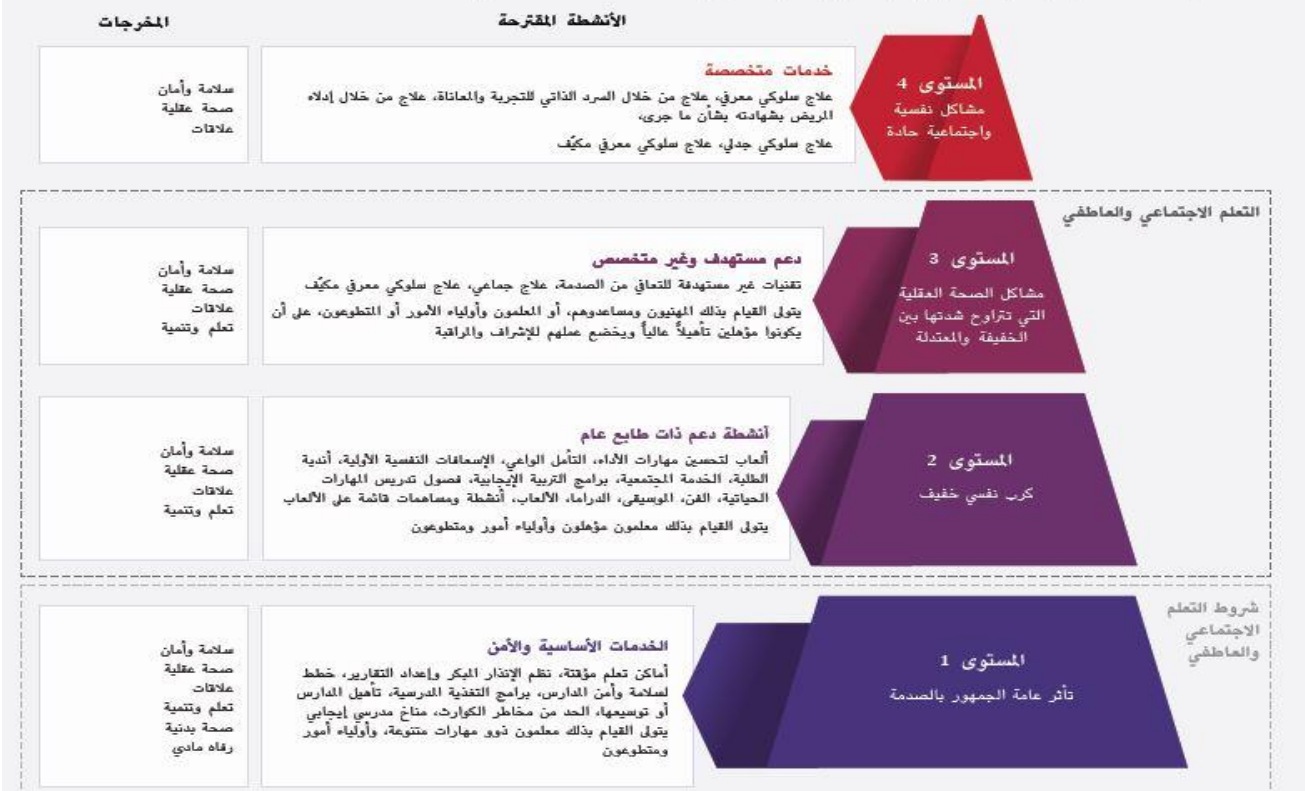 الأنشطة المقترحة
المخرجات
المستوى 4
مشاكل نفسية
واجتماعية حادة
خدمات متخصصة
علاج سلوكي معرفي، علاج من خلال السرد الذاتي للتجربة والمعاناة، علاج من خلال إدلاء
المريض بشهادته بشأن ما جرى،
علاج سلوكي جدلي، علاج سلوكي معرفي مكيّف
سلامة وأمان
صحة عقلية
علاقات
التعلم الاجتماعي والعاطفي
المستوى 3
مشاكل الصحة العقلية
التي تتراوح شدتها بين
الخفيفة والمعتدلة
دعم مستهدف وغير متخصص
تقنيات غير مستهدفة للتعافي من الصدمة، علاج جماعي، علاج سلوكي معرفي مكيّف
يتولى القيام بذلك المهنيون ومساعدوهم، أو المعلمون وأولياء الأمور أو المتطوعون، على أن
يكونوا مؤهلين تأهيلاً عالياً ويخضع عملهم للإشراف والمراقبة
سلامة وأمان
صحة عقلية
علاقات
تعلم وتنمية
المستوى 2
كرب نفسي خفيف
أنشطة دعم ذات طابع عام
ألعاب لتحسين مهارات الأداء، التأمل الواعي، الإسعافات النفسية الأولية، أندية
الطلبة، الخدمة المجتمعية، برامج التربية الإيجابية، فصول تدريس المهارات
الحياتية، الفن، الموسيقى، الدراما، الألعاب، أنشطة ومساهمات قائمة على الألعاب
يتولى القيام بذلك معلمون مؤهلون وأولياء أمور ومتطوعون
سلامة وأمان
صحة عقلية
علاقات
تعلم وتنمية
شروط التعلم
الاجتماعي
والعاطفي
المستوى 1
تأثر عامة الجمهور بالصدمة
الخدمات الأساسية والأمن
أماكن تعلم مؤقتة، نظم الإنذار المبكر وإعداد التقارير، خطط
لسلامة وأمن المدارس، برامج التغذية المدرسية، تأهيل المدارس
أو توسيعها، الحد من مخاطر الكوارث، مناخ مدرسي إيجابي
يتولى القيام بذلك معلمون ذوو مهارات متنوعة، وأولياء أمور
ومتطوعون
سلامة وأمان
صحة عقلية
علاقات
تعلم وتنمية
صحة بدنية
رفاه مادي